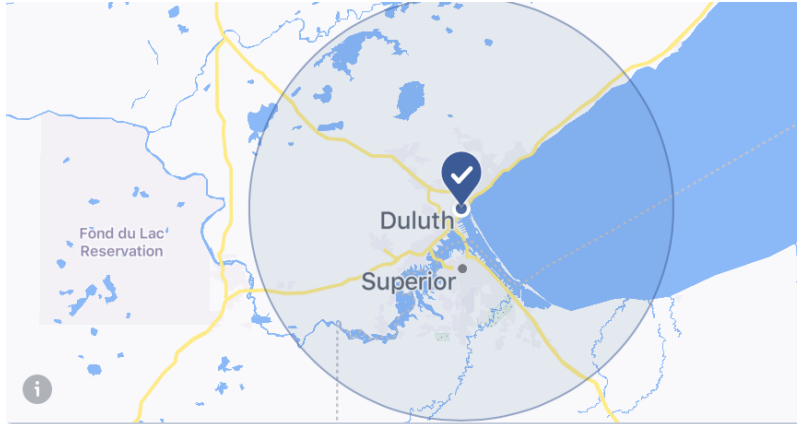 Duluth
Fond du Lac
Reservation
Superior
i